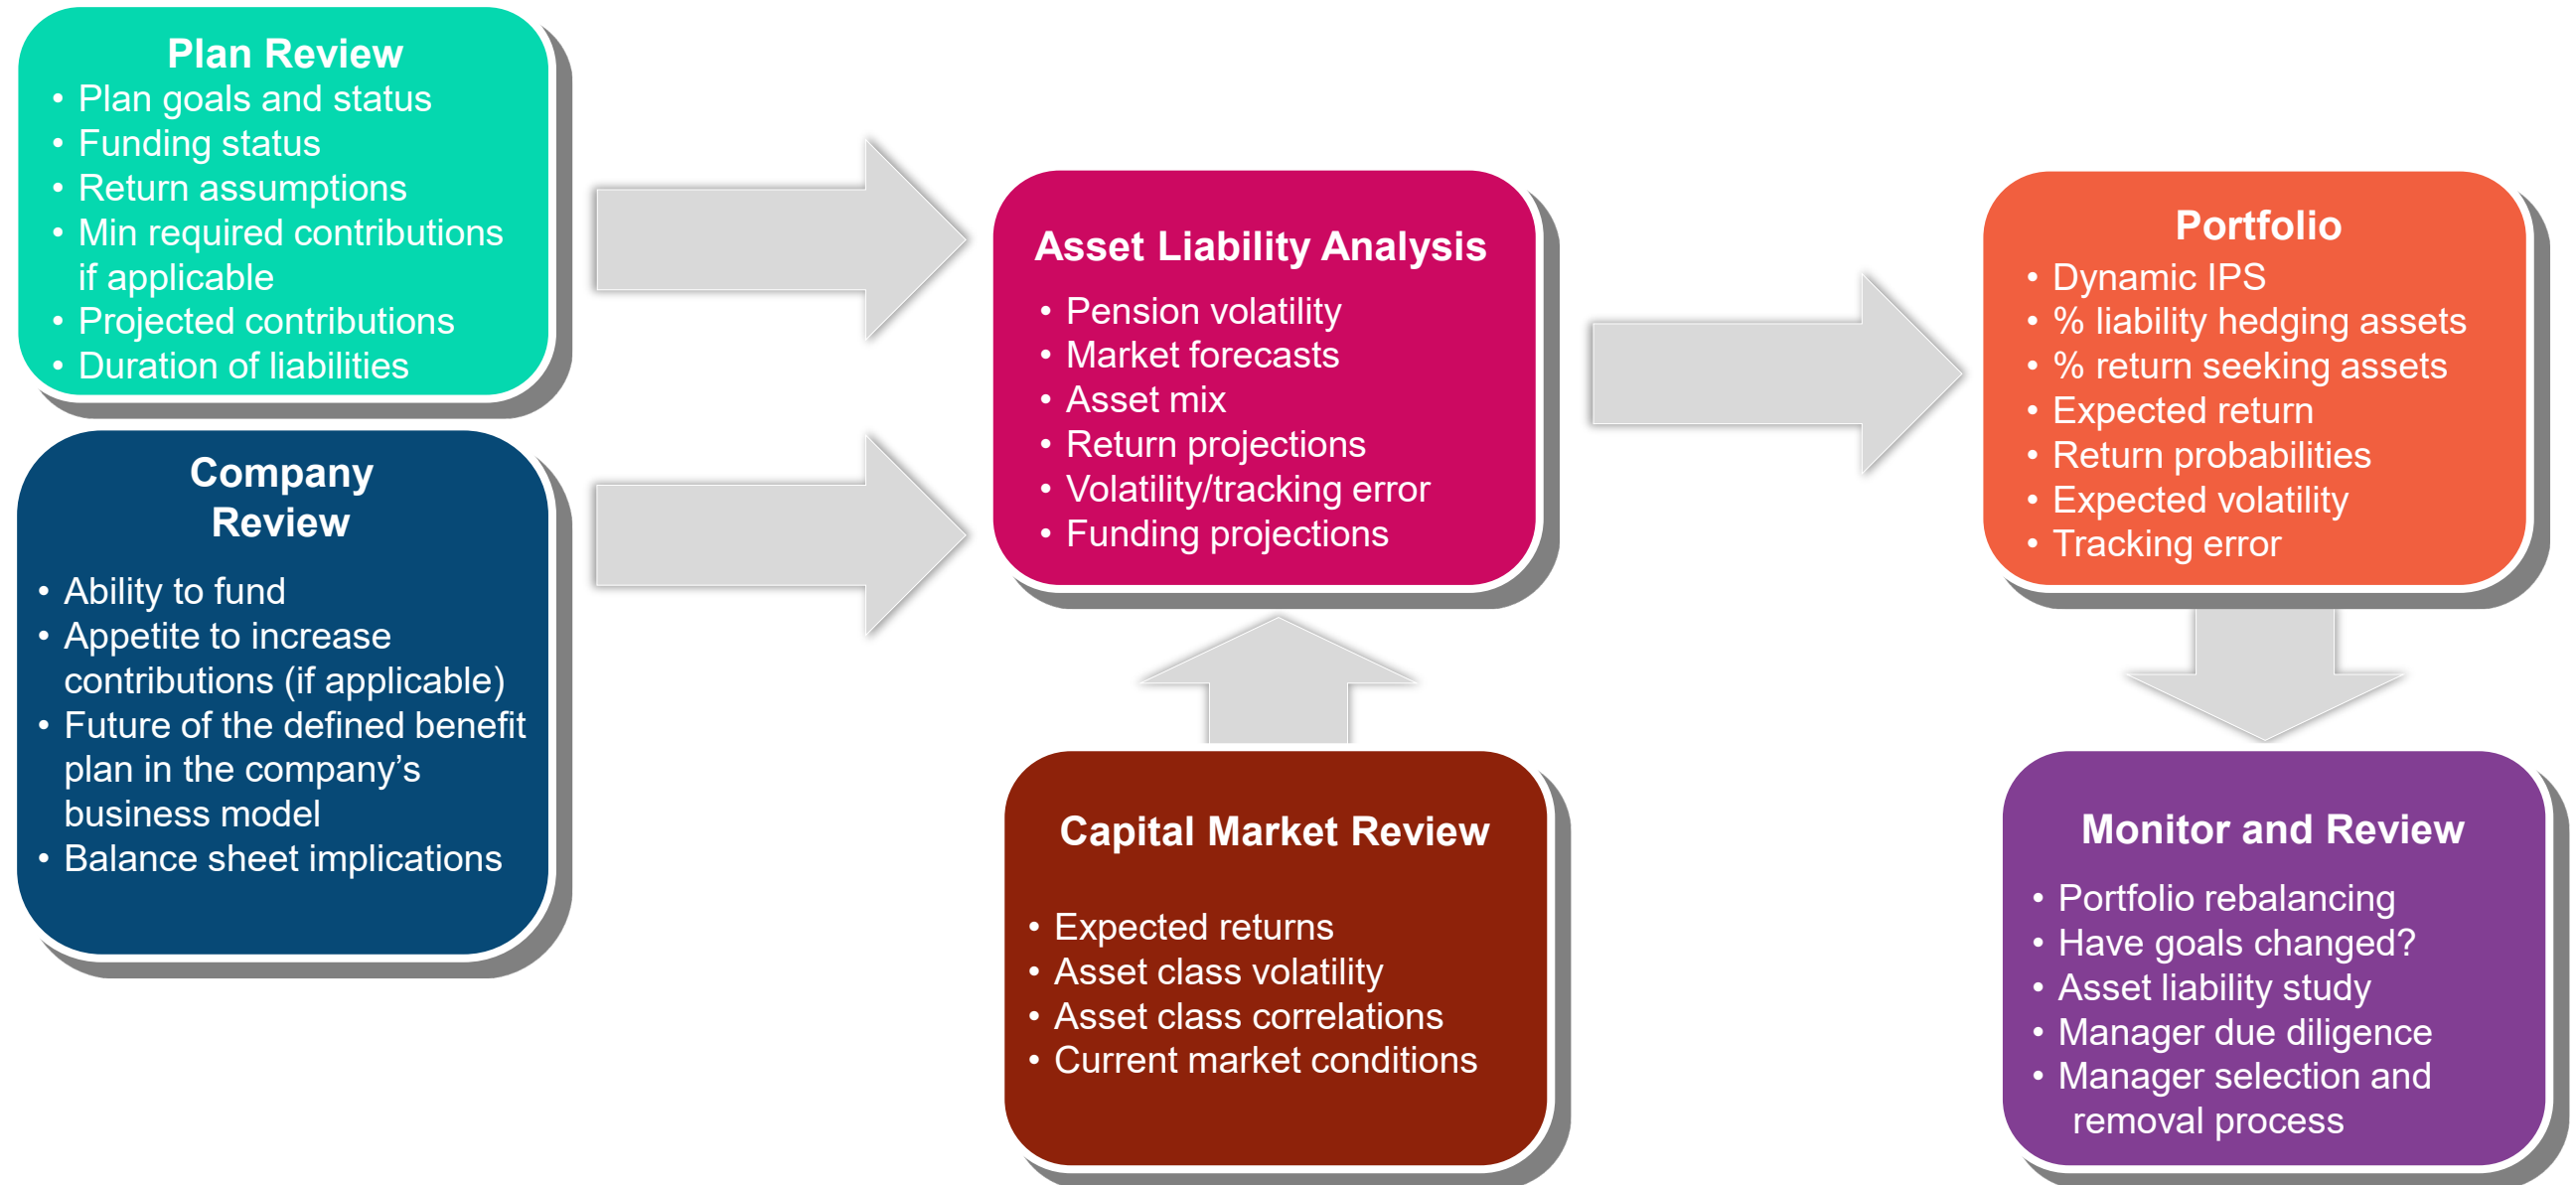 Plan Review
• Plan goals and status
• Funding status
• Return assumptions
• Min required contributions
if applicable
• Projected contributions
• Duration of liabilities
Company
Review
• Ability to fund
• Appetite to increase
contributions (if applicable)
• Future of the defined benefit
plan in the company’s
business model
• Balance sheet implications
Asset Liability Analysis
• Pension volatility
• Market forecasts
• Asset mix
• Return projections
• Volatility/tracking error
• Funding projections
Capital Market Review
• Expected returns
• Asset class volatility
• Asset class correlations
• Current market conditions
Portfolio
• Dynamic IPS
• % liability hedging assets
• % return seeking assets
• Expected return
• Return probabilities
• Expected volatility
• Tracking error
Monitor and Review
• Portfolio rebalancing
• Have goals changed?
• Asset liability study
• Manager due diligence
• Manager selection and
removal process